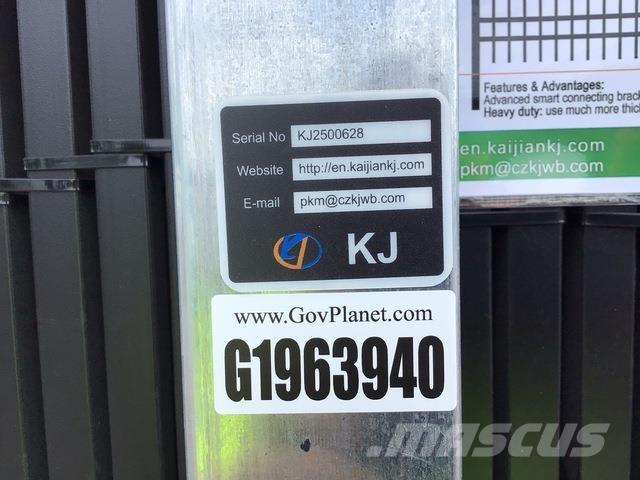 Serial No KJ2500628
Website http://en.kaijiankj.com
E-mail pkm@czkjwb.com
KJ
www.GovPlanet.com
G1963940
Features & Advantages:
Advanced smart connecting brack
Heavy duty: use much more thic
en.kaijiankj.com
pkm@czkjwb.com
MASCUS